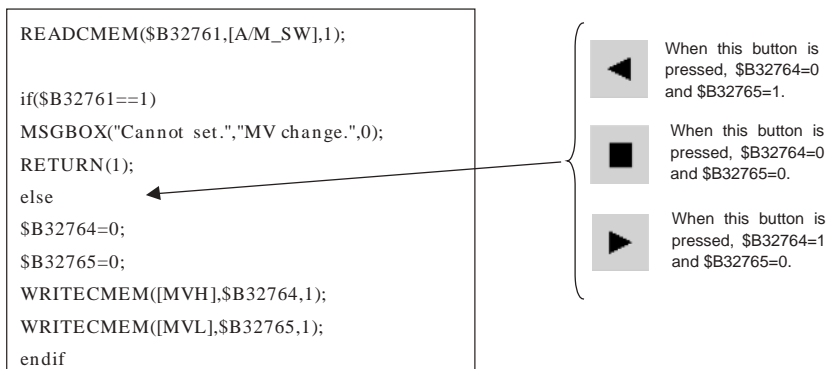 READCMEM($B32761,[A/M_SW],1);
if($B32761==1)
MSGBOX("Cannot set.","MV change.",0);
RETURN(1);
else
$B32764=0;
$B32765=0;
WRITECMEM([MVH],$B32764,1);
WRITECMEM([MVL],$B32765,1);
endif
When this button is
pressed, $B32764=0
and $B32765=1.
When this button is
pressed, $B32764=0
and $B32765=0.
When this button is
pressed, $B32764=1
and $B32765=0.